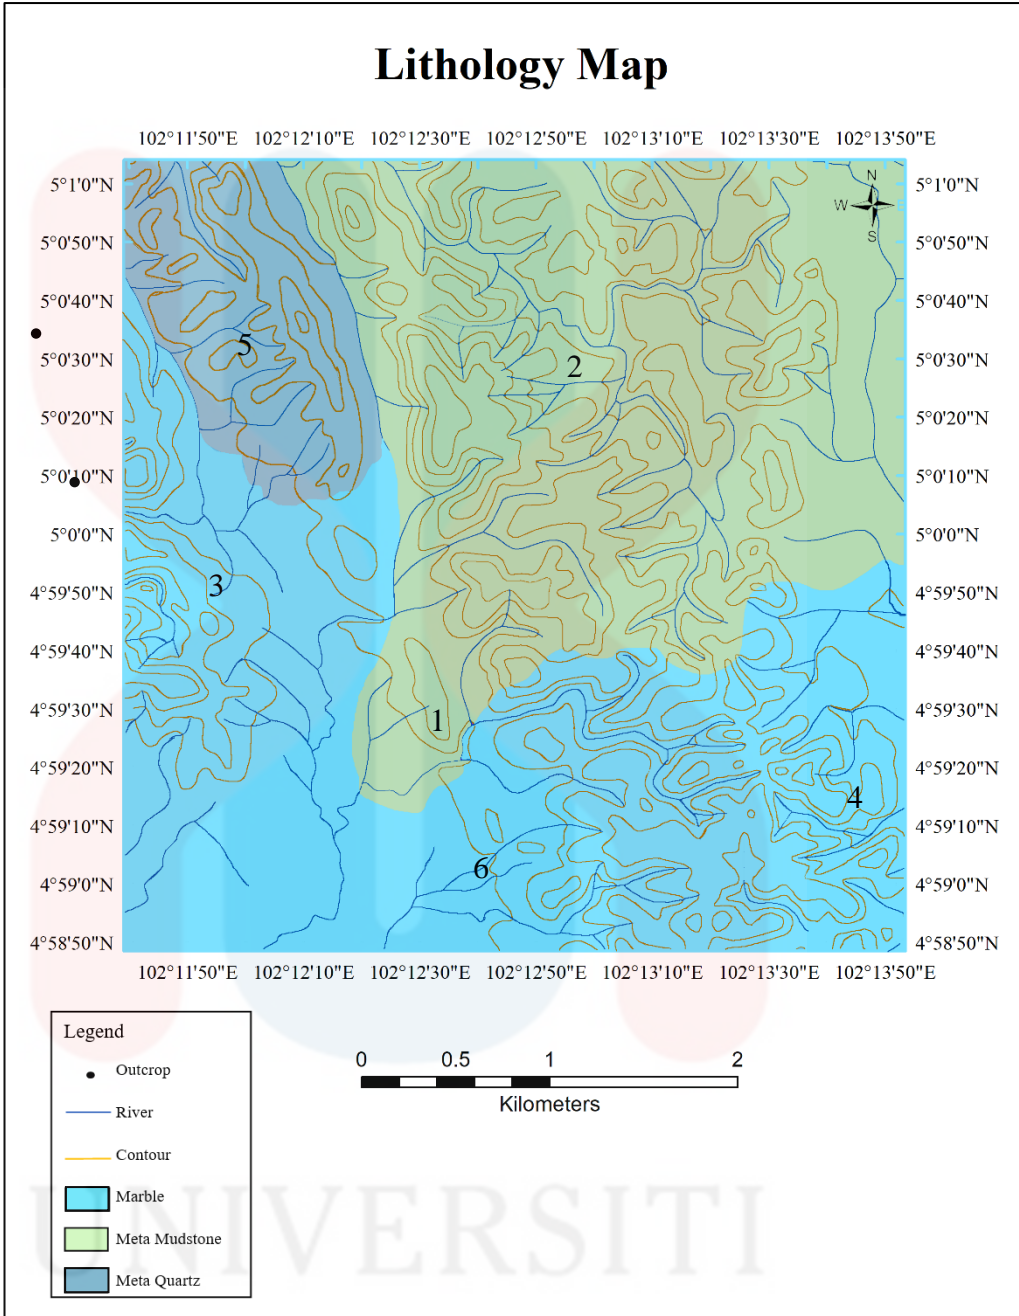 Lithology Map
102°11'50"E 102°12'10"E 102°12'30"E 102°12'50"E 102°13'10"E 102°13'30"E 102°13'50"E
5°1'0"N 5°1'0"N
N
W E
S
5°0'50"N 5°0'50"N
5°0'40"N 5°0'40"N
5
5°0'30"N 2 5°0'30"N
5°0'20"N 5°0'20"N
5°0'10"N 5°0'10"N
5°0'0"N 5°0'0"N
3
4°59'50"N 4°59'50"N
4°59'40"N 4°59'40"N
4°59'30"N 1 4°59'30"N
4°59'20"N 4°59'20"N
4
4°59'10"N 4°59'10"N
6
4°59'0"N 4°59'0"N
4°58'50"N 4°58'50"N
102°11'50"E 102°12'10"E 102°12'30"E 102°12'50"E 102°13'10"E 102°13'30"E 102°13'50"E
Legend
Outcrop
River
Contour
Marble
Meta Mudstone
Meta Quartz
0 0.5 1 2
Kilometers
UNIVERSITI